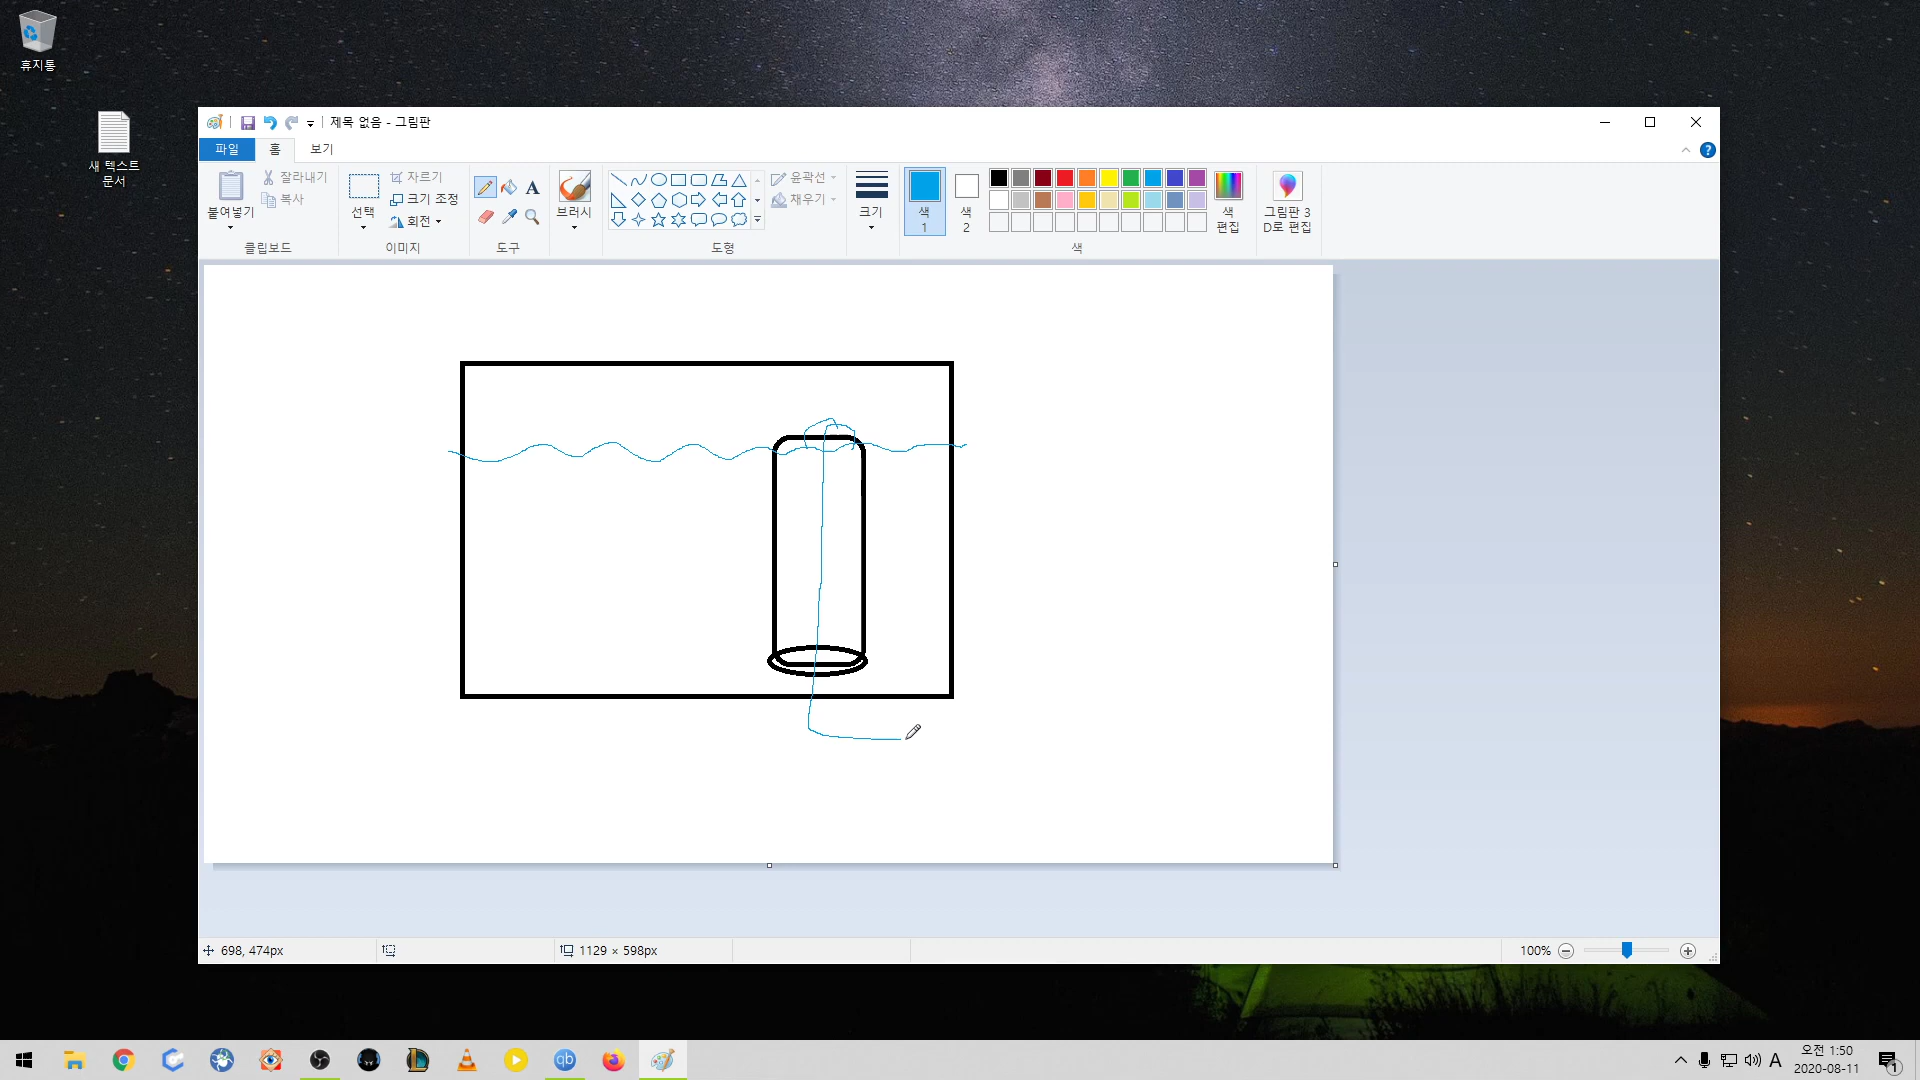 휴지통
새 텍스트
문서
제목 없음 - 그림판
파일
홈
보기
붙여넣기
잘라내기
복사
클립보드
선택
자르기
크기 조정
회전
이미지
A
도구
브러시
윤곽선
채우기
도형
크기
색
1
색
2
색
편집
색
그림판 3
D로 편집
698, 474px
1129 × 598px
100%
qb
A
오전 1:50
2020-08-11
1